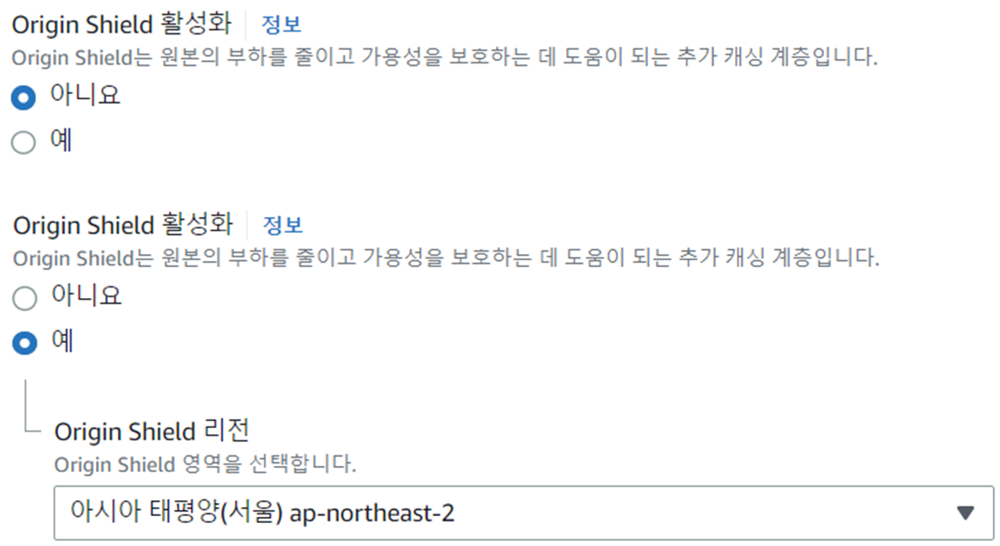 Origin Shield 활성화 정보
Origin Shield는 원본의 부하를 줄이고 가용성을 보호하는 데 도움이 되는 추가 캐싱 계층입니다.
아니요
예
Origin Shield 활성화 정보
Origin Shield는 원본의 부하를 줄이고 가용성을 보호하는 데 도움이 되는 추가 캐싱 계층입니다.
아니요
예
Origin Shield 리전
Origin Shield 영역을 선택합니다.
아시아 태평양(서울) ap-northeast-2